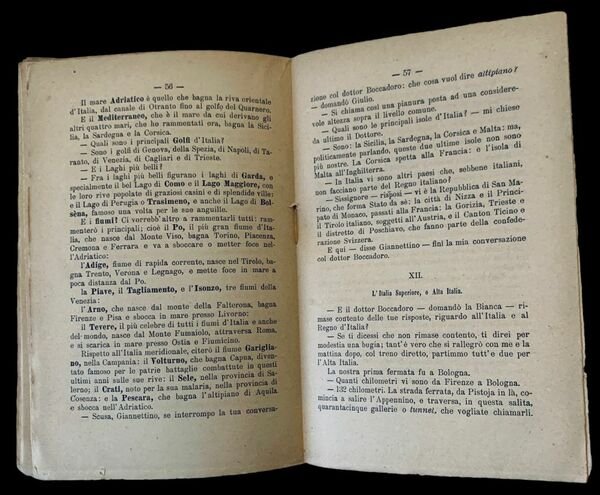 — 56 —
Il mare Adriatico è quello che bagna la riva orientale
d'Italia, dal canale di Otranto fino al golfo del Quarnero.
E il Mediterraneo, che è il mare da cui derivano gli
altri quattro mari, che ho rammentati ora, bagna la Sici-
lia, la Sardegna e la Corsica.
— Quali sono i principali Golfi d'Italia?
— Sono i golfi di Genova, della Spezia, di Napoli, di Ta-
ranto, di Venezia, di Cagliari e di Trieste.
— E i Laghi più belli?
— Fra i laghi più belli figurano i laghi di Garda, e
specialmente il bel Lago di Como e il Lago Maggiore, con
le loro rive popolate di graziosi casini e di ville stupende:
e il Lago di Perugia o Trasimeno, e anche il Lago di Bol-
sèna, famoso una volta per le sue anguille.
— E i fiumi? Ci vorrebb'altro a rammentarli tutti: ram-
menterò i principali; cioè il Po, il più gran fiume d'Ita-
lia, che nasce dal Monte Viso, bagna Torino, Piacenza,
Cremona e Ferrara e va a sboccare o metter foce nel-
l'Adriatico:
l'Adige, fiume di rapida corrente, nasce nel Tirolo, ba-
gna Trento, Verona e Legnago, e mette foce in mare a
poca distanza dal Po.
la Piave, il Tagliamento, e l'Isonzo, tre fiumi della
Venezia:
l'Arno, che nasce dal monte della Falterona, bagna
Firenze e Pisa e sbocca in mare presso Livorno:
il Tevere, il più celebre di tutti i fiumi d'Italia e anche
del mondo, nasce dal Monte Fumaiolo, attraversa Roma,
e si scarica in mare presso Ostia e Fiumicino.
Rispetto all'Italia meridionale, citerò il fiume Gariglia-
no, nella Campania: il Volturno, che bagna Capua, diven-
tato famoso per le patrie battaglie combattute in questi
ultimi anni sulle sue rive: il Sele, nella provincia di Sa-
lerno; il Crati, noto per la sua malaria, nella provincia di
Cosenza: e la Pescara, che bagna l'altipiano di Aquila
e sbocca nell'Adriatico.
— Scusa, Giannettino, se interrompo la tua conversa-
— 57 —
zione col dottor Boccadoro: che cosa vuol dire altipiano?
— domandò Giulio.
— Si chiama così una pianura posta ad una considere-
vole altezza sopra il livello comune.
— Quali sono le principali isole d'Italia? — mi chiese
da ultimo il Dottore.
— Sono: la Sicilia, la Sardegna, la Corsica e Malta: ma,
politicamente parlando, queste due ultime isole non sono
più nostre. La Corsica spetta alla Francia: e l'isola di
Malta all'Inghilterra.
— In Italia vi sono altri paesi che, sebbene italiani,
non facciano parte del Regno italiano?
— Sissignore — risposi — vi è la Repubblica di San Ma-
rino, che forma Stato da sè: la città di Nizza e il Princi-
pato di Monaco, passati alla Francia: la Gorizia, Trieste e
il Tirolo italiano, soggetti all'Austria, e il Canton Ticino e
distretto di Poschiavo, che fanno parte della confedera-
zione Svizzera.
E qui — disse Giannettino — finì la mia conversazione
col dottor Boccadoro.
XII.
L'Italia Superiore, o Alta Italia.
— E il dottor Boccadoro — domandò la Bianca — ri-
mase contento delle tue risposte, riguardo all'Italia e al
Regno d'Italia?
— Se ti dicessi che non rimase contento, ti direi per
modestia una bugia; tant'è vero che si rallegrò con me e la
mattina dopo, col treno diretto, partimmo tutt'e due per
l'Alta Italia.
La nostra prima fermata fu a Bologna.
— Quanti chilometri vi sono da Firenze a Bologna.
— 132 chilometri. La strada ferrata, da Pistoja in là, co-
mincia a salire l'Appennino, e traversa, in questa salita,
quarantacinque gallerie o tunnel, che vogliate chiamarli.